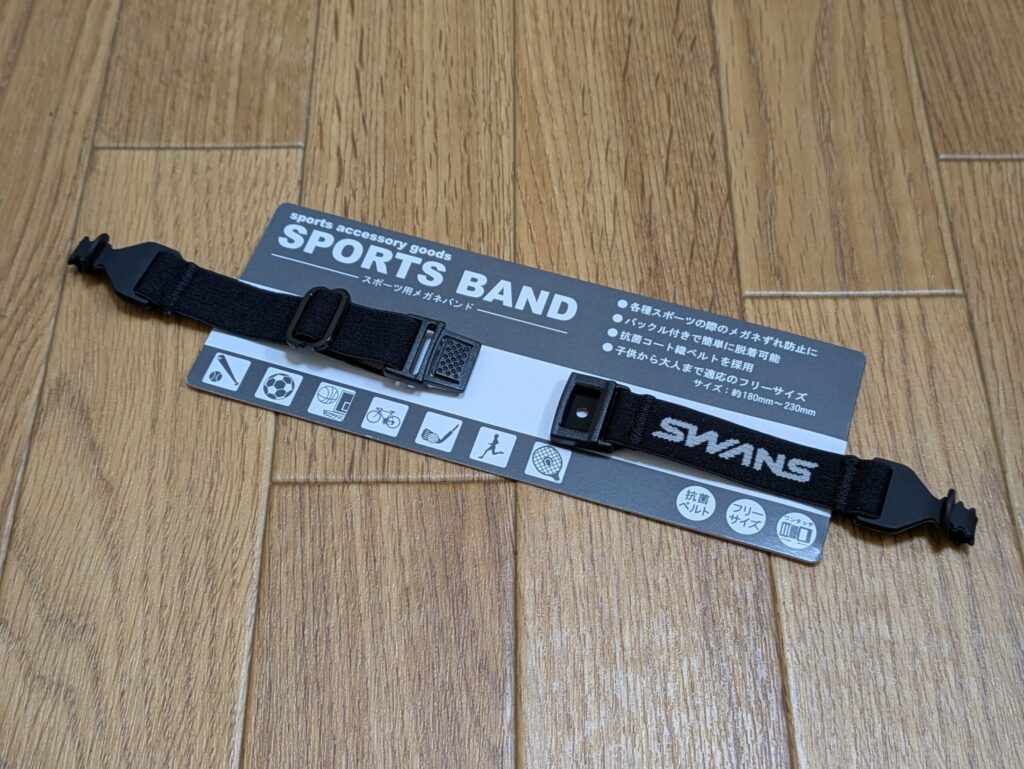 sports accessory goods
SPORTS BAND
スポーツ用メガネバンド
●各種スポーツの際のメガネずれ防止に
●バックル付きで簡単に脱着可能
●抗菌コート織ベルトを採用
●子供から大人まで適応のフリーサイズ
サイズ：約180mm～230mm
SWANS
抗菌
ベルト
フリー
サイズ
ワンタッチ